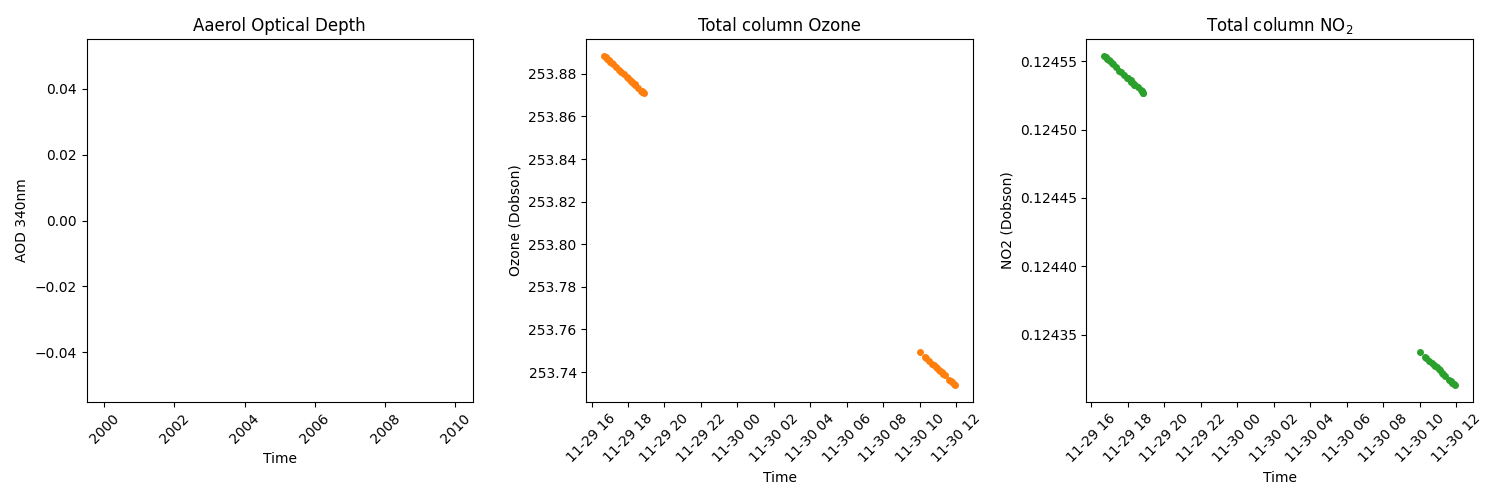 Aaerol Optical Depth
AOD 340nm
0.04
0.02
0.00
−0.02
−0.04
2000 2002 2004 2006 2008 2010
Time
Total column Ozone
Ozone (Dobson)
253.88
253.86
253.84
253.82
253.80
253.78
253.76
253.74
11-29 16 11-29 18 11-29 20 11-29 22 11-30 00 11-30 02 11-30 04 11-30 06 11-30 08 11-30 10 11-30 12
Time
Total column NO₂
NO2 (Dobson)
0.12455
0.12450
0.12445
0.12440
0.12435
11-29 16 11-29 18 11-29 20 11-29 22 11-30 00 11-30 02 11-30 04 11-30 06 11-30 08 11-30 10 11-30 12
Time